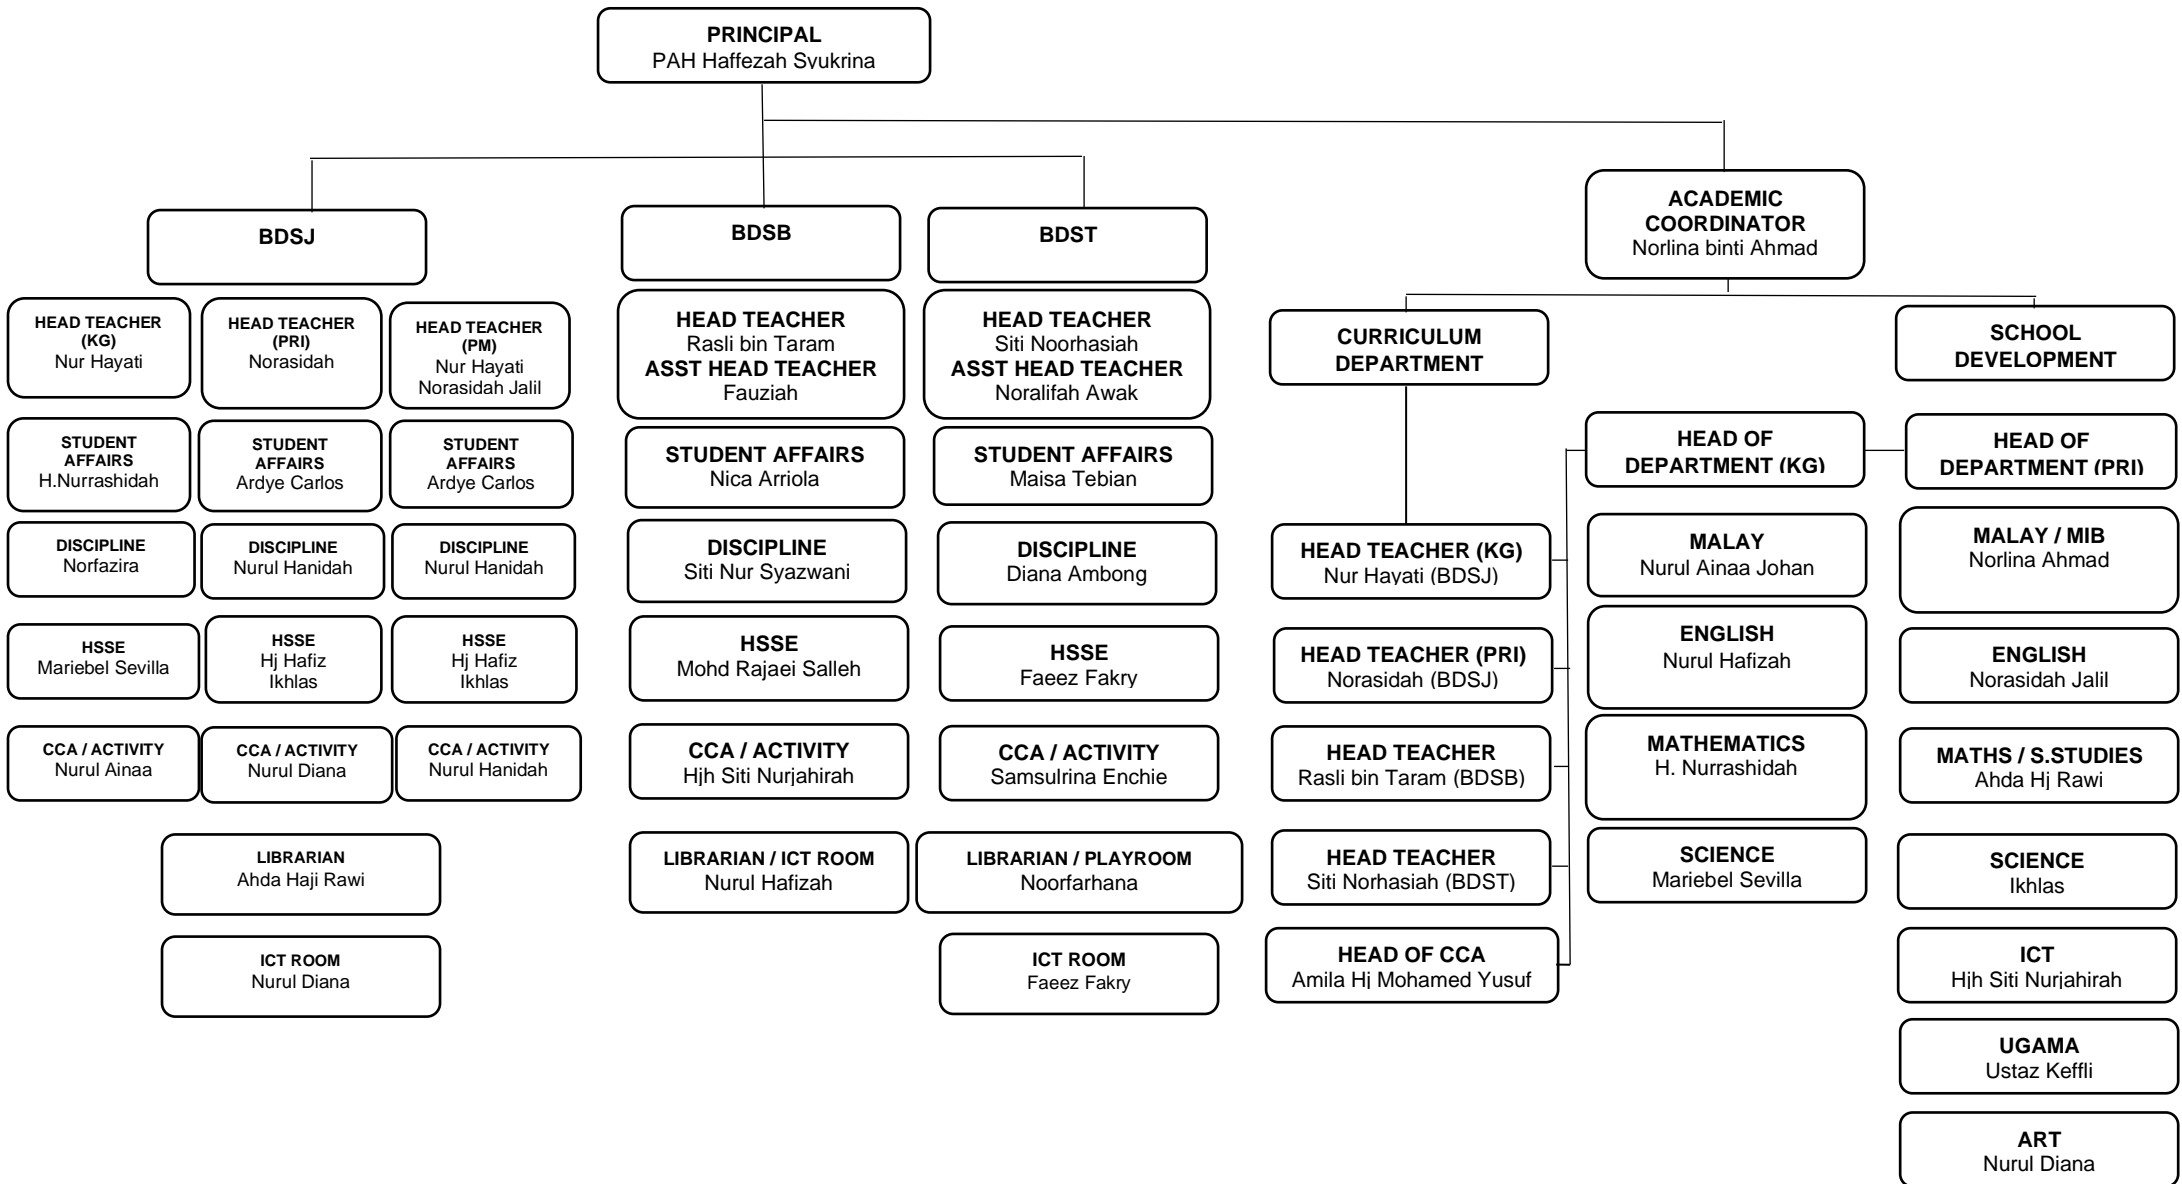 PRINCIPAL
PAH Haffezah Syukrina
BDSJ
HEAD TEACHER
(KG)
Nur Hayati
HEAD TEACHER
(PRI)
Norasidah
HEAD TEACHER
(PM)
Nur Hayati
Norasidah Jalil
STUDENT
AFFAIRS
H.Nurrashidah
STUDENT
AFFAIRS
Ardye Carlos
STUDENT
AFFAIRS
Ardye Carlos
DISCIPLINE
Norfazira
DISCIPLINE
Nurul Hanidah
DISCIPLINE
Nurul Hanidah
HSSE
Mariebel Sevilla
HSSE
Hj Hafiz
Ikhlas
HSSE
Hj Hafiz
Ikhlas
CCA / ACTIVITY
Nurul Ainaa
CCA / ACTIVITY
Nurul Diana
CCA / ACTIVITY
Nurul Hanidah
LIBRARIAN
Ahda Haji Rawi
ICT ROOM
Nurul Diana
BDSB
HEAD TEACHER
Rasli bin Taram
ASST HEAD TEACHER
Fauziah
STUDENT AFFAIRS
Nica Arriola
DISCIPLINE
Siti Nur Syazwani
HSSE
Mohd Rajaei Salleh
CCA / ACTIVITY
Hjh Siti Nurjahirah
LIBRARIAN / ICT ROOM
Nurul Hafizah
BDST
HEAD TEACHER
Siti Noorhasiah
ASST HEAD TEACHER
Noralifah Awak
STUDENT AFFAIRS
Maisa Tebian
DISCIPLINE
Diana Ambong
HSSE
Faeez Fakry
CCA / ACTIVITY
Samsulrina Enchie
LIBRARIAN / PLAYROOM
Noorfarhana
ICT ROOM
Faeez Fakry
ACADEMIC
COORDINATOR
Norlina binti Ahmad
CURRICULUM
DEPARTMENT
HEAD TEACHER (KG)
Nur Hayati (BDSJ)
HEAD TEACHER (PRI)
Norasidah (BDSJ)
HEAD TEACHER
Rasli bin Taram (BDSB)
HEAD TEACHER
Siti Norhasiah (BDST)
HEAD OF CCA
Amila Hj Mohamed Yusuf
SCHOOL
DEVELOPMENT
HEAD OF
DEPARTMENT (KG)
MALAY
Nurul Ainaa Johan
ENGLISH
Nurul Hafizah
MATHEMATICS
H. Nurrashidah
SCIENCE
Mariebel Sevilla
HEAD OF
DEPARTMENT (PRI)
MALAY / MIB
Norlina Ahmad
ENGLISH
Norasidah Jalil
MATHS / S.STUDIES
Ahda Hj Rawi
SCIENCE
Ikhlas
ICT
Hjh Siti Nurjahirah
UGAMA
Ustaz Keffli
ART
Nurul Diana